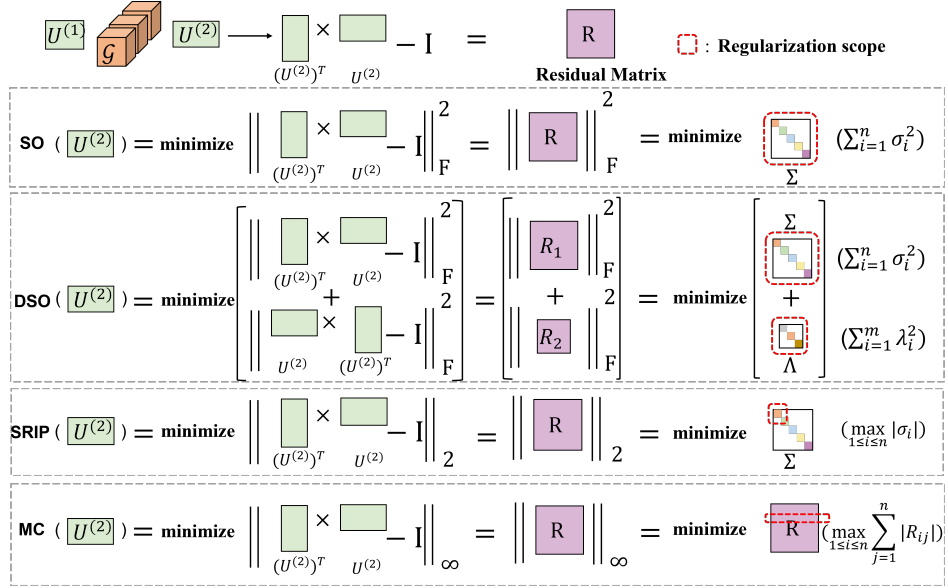 U^{(1)} 𝒢 U^{(2)} → × − I = R
(U^{(2)})^T U^{(2)}
Residual Matrix
: Regularization scope
SO ( U^{(2)} ) = minimize || × − I ||_F^2 = || R ||_F^2 = minimize (∑_{i=1}^{n} σ_i^2)
(U^{(2)})^T U^{(2)} Σ
DSO ( U^{(2)} ) = minimize [ || × − I ||_F^2 + || × − I ||_F^2 ] = [ || R_1 ||_F^2 + || R_2 ||_F^2 ] = minimize [ Σ + Λ ] (∑_{i=1}^{n} σ_i^2) (∑_{i=1}^{m} λ_i^2)
(U^{(2)})^T U^{(2)}
U^{(2)} (U^{(2)})^T
SRIP ( U^{(2)} ) = minimize || × − I ||_2 = || R ||_2 = minimize (max_{1≤i≤n} |σ_i|)
(U^{(2)})^T U^{(2)} Σ
MC ( U^{(2)} ) = minimize || × − I ||_∞ = || R ||_∞ = minimize R (max_{1≤i≤n} ∑_{j=1}^{n} |R_{ij}|)
(U^{(2)})^T U^{(2)}